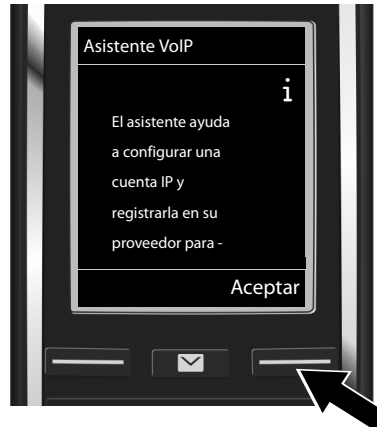 Asistente VoIP
i
El asistente ayuda
a configurar una
cuenta IP y
registrarla en su
proveedor para -
Aceptar